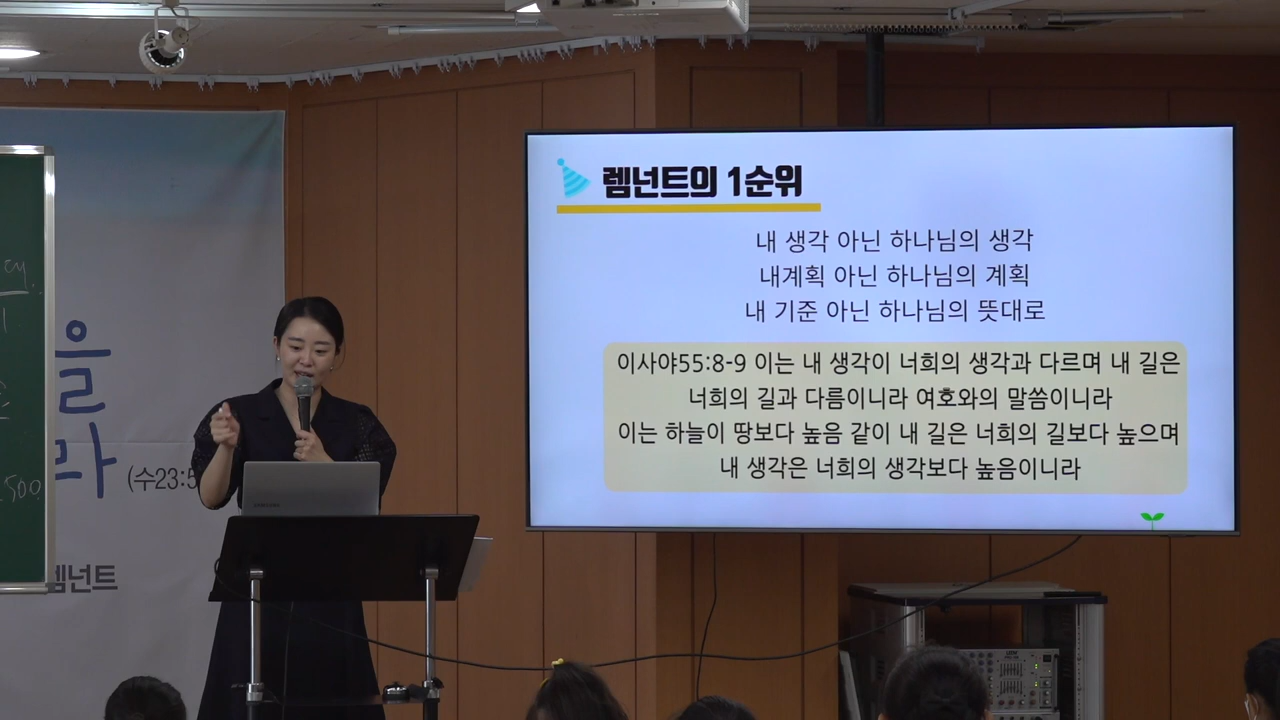 렘넌트의 1순위
내 생각 아닌 하나님의 생각
내계획 아닌 하나님의 계획
내 기준 아닌 하나님의 뜻대로
이사야55:8-9 이는 내 생각이 너희의 생각과 다르며 내 길은
너희의 길과 다름이니라 여호와의 말씀이니라
이는 하늘이 땅보다 높음 같이 내 길은 너희의 길보다 높으며
내 생각은 너희의 생각보다 높음이니라
을
라 (수23:5
렘넌트